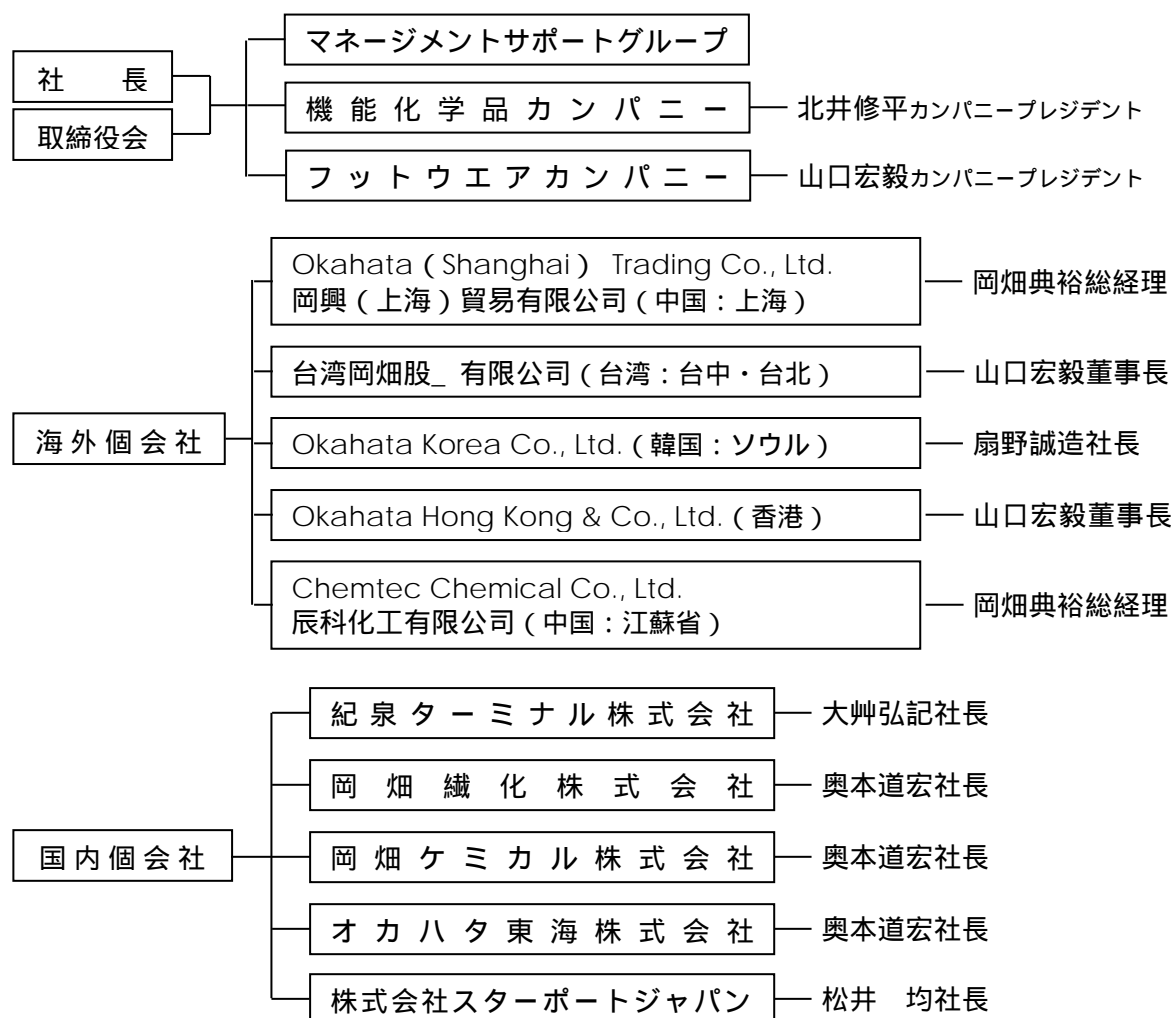 マネージメントサポートグループ
社　　長
取締役会
機能化学品カンパニー
北井修平カンパニープレジデント
フットウエアカンパニー
山口宏毅カンパニープレジデント
Okahata（Shanghai） Trading Co., Ltd.
岡興（上海）貿易有限公司（中国：上海）
岡畑典裕総経理
台湾岡畑股_ 有限公司（台湾：台中・台北）
山口宏毅董事長
海外個会社
Okahata Korea Co., Ltd.（韓国：ソウル）
扇野誠造社長
Okahata Hong Kong & Co., Ltd.（香港）
山口宏毅董事長
Chemtec Chemical Co., Ltd.
辰科化工有限公司（中国：江蘇省）
岡畑典裕総経理
紀泉ターミナル株式会社
大艸弘記社長
岡畑繊化株式会社
奥本道宏社長
国内個会社
岡畑ケミカル株式会社
奥本道宏社長
オカハタ東海株式会社
奥本道宏社長
株式会社スターポートジャパン
松井　均社長